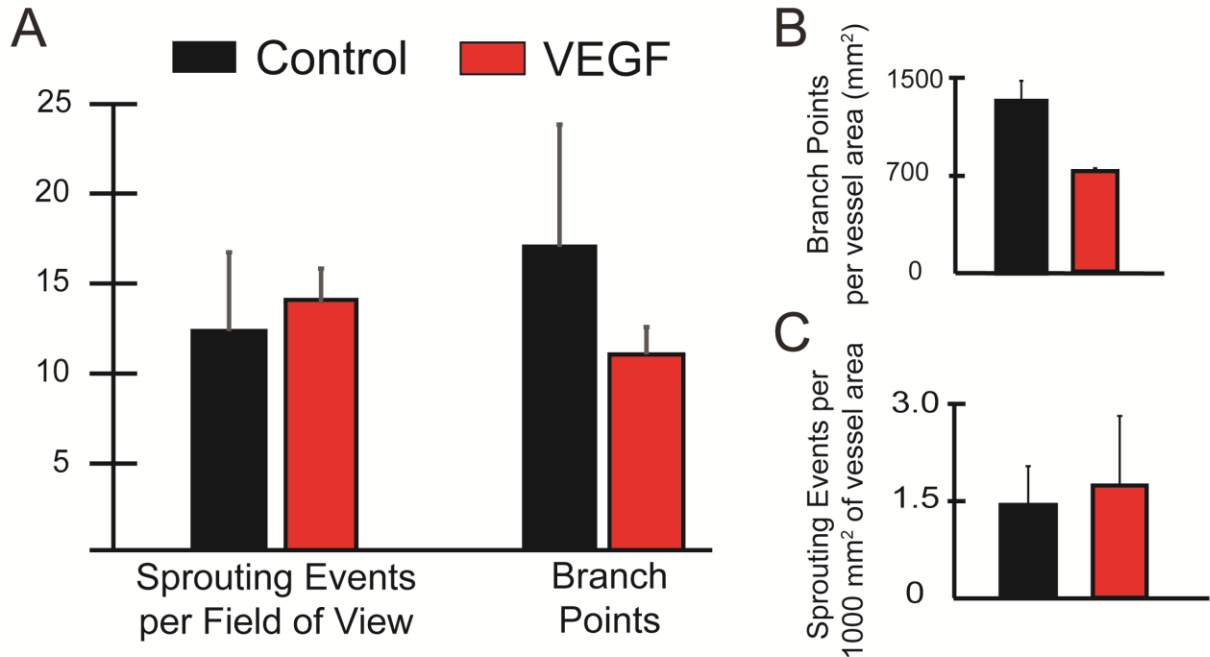 A
Control
VEGF
25
20
15
10
5
Sprouting Events
per Field of View
Branch
Points
B
Branch Points
per vessel area (mm²)
1500
700
0
C
Sprouting Events per
1000 mm² of vessel area
3.0
1.5
0